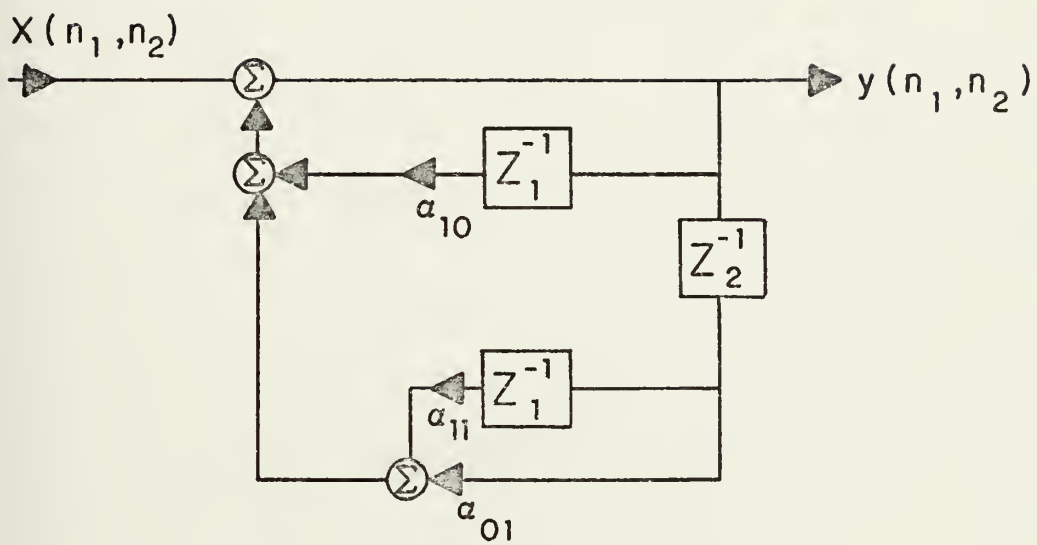 X(n₁,n₂)
Σ
y(n₁,n₂)
Σ
Z₁⁻¹
α₁₀
Z₂⁻¹
Z₁⁻¹
α₁₁
Σ
α₀₁